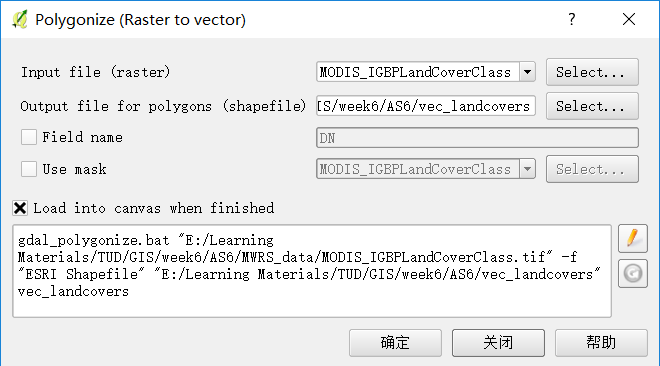 Polygonize (Raster to vector)
Input file (raster) MODIS_IGBPLandCoverClass Select...
Output file for polygons (shapefile) IS/week6/AS6/vec_landcovers Select...
Field name DN
Use mask MODIS_IGBPLandCoverClass Select...
Load into canvas when finished
gdal_polygonize.bat "E:/Learning
Materials/TUD/GIS/week6/AS6/MWRS_data/MODIS_IGBPLandCoverClass.tif" -f
"ESRI Shapefile" "E:/Learning Materials/TUD/GIS/week6/AS6/vec_landcovers"
vec_landcovers
确定 关闭 帮助